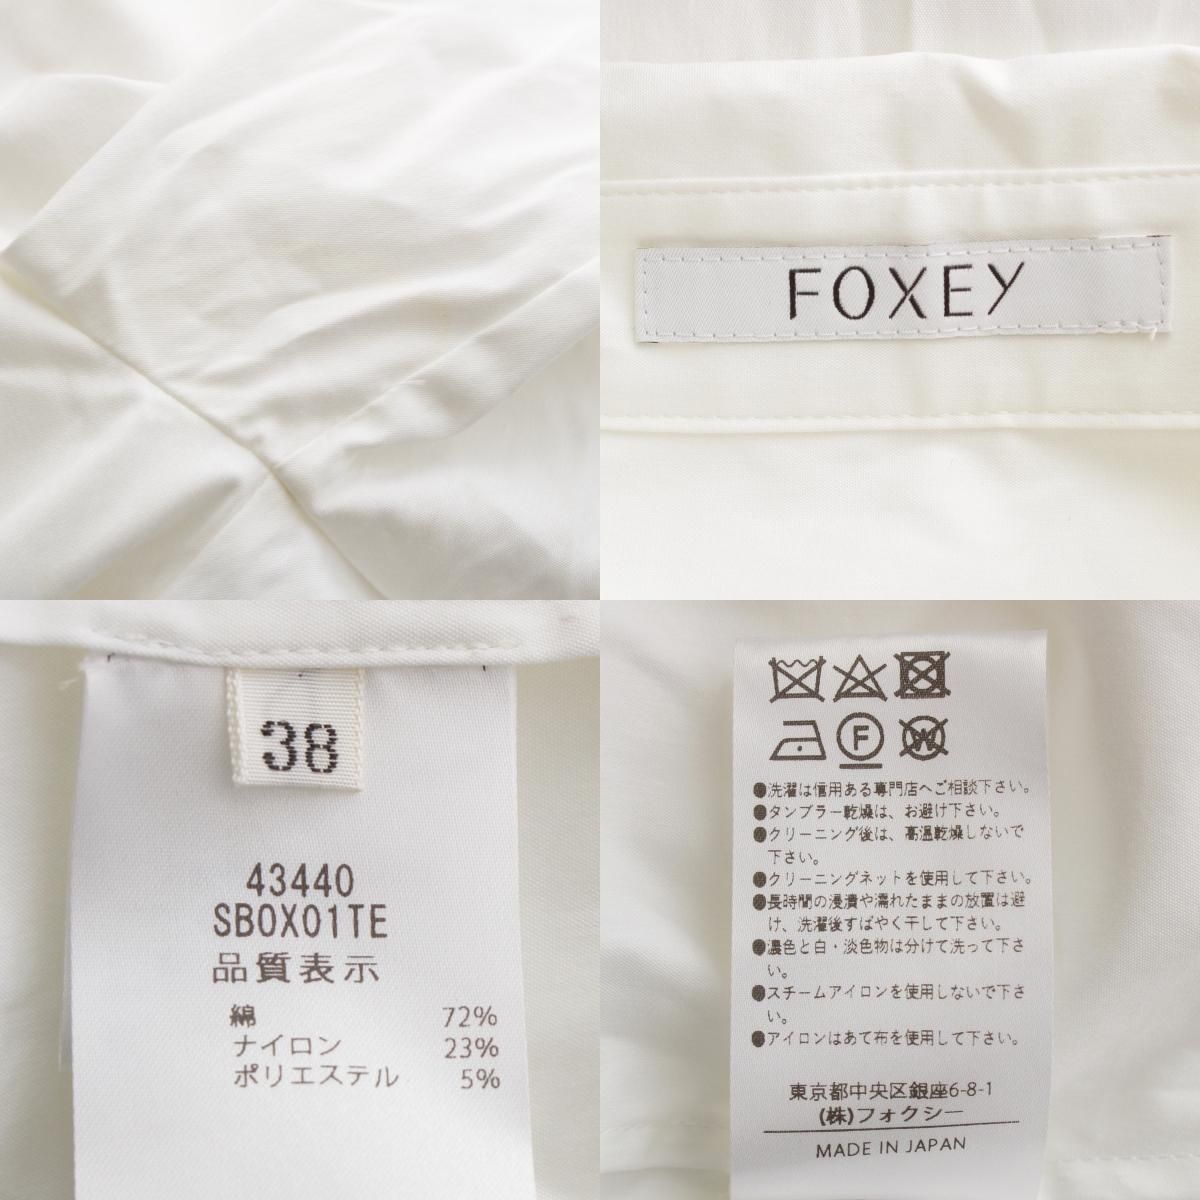 FOXEY
38
43440
SBOX01TE
品質表示
綿 72%
ナイロン 23%
ポリエステル 5%
F
W
●洗濯は信用ある専門店へご相談下さい。
●タンブラー乾燥は、お避け下さい。
●クリーニング後は、高温乾燥しないで
下さい。
●クリーニングネットを使用して下さい。
●長時間の浸漬や濡れたままの放置は避
け、洗濯後すばやく干して下さい。
●濃色と白・淡色物は分けて洗って下さ
い。
●スチームアイロンを使用しないで下さ
い。
●アイロンはあて布を使用して下さい。
東京都中央区銀座6-8-1
(株)フォクシー
MADE IN JAPAN